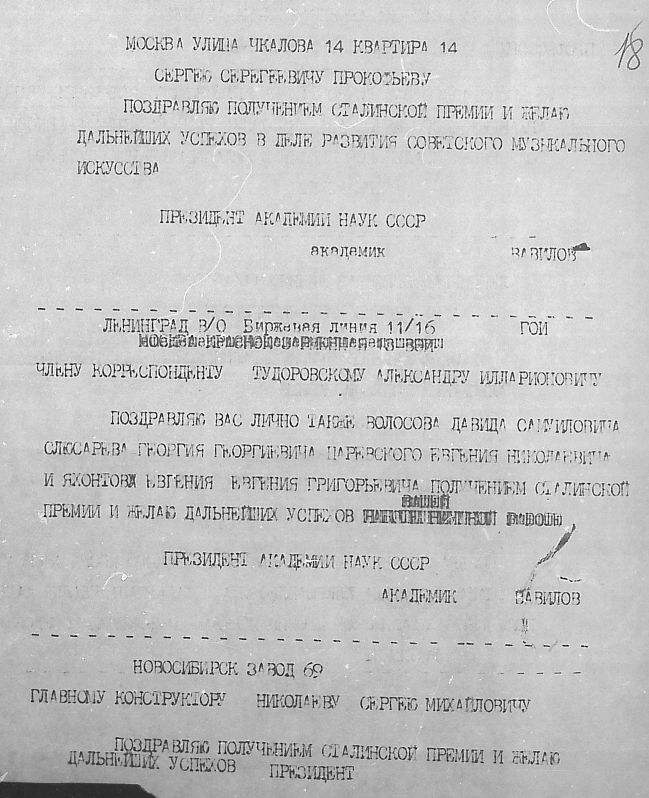 18
МОСКВА УЛИЦА ЧКАЛОВА 14 КВАРТИРА 14
СЕРГЕЮ СЕРЕГЕЕВИЧУ ПРОКОФЬЕВУ
ПОЗДРАВЛЯЮ ПОЛУЧЕНИЕМ СТАЛИНСКОЙ ПРЕМИИ И ЖЕЛАЮ
ДАЛЬНЕЙШИХ УСПЕХОВ В ДЕЛЕ РАЗВИТИЯ СОВЕТСКОГО МУЗЫКАЛЬНОГО
ИСКУССТВА
ПРЕЗИДЕНТ АКАДЕМИИ НАУК СССР
академик ВАВИЛОВ
ЛЕНИНГРАД В/О Биржевая линия 11/16 ГОИ
МОСКВА
ЧЛЕНУ КОРРЕСПОНДЕНТУ ТУДОРОВСКОМУ АЛЕКСАНДРУ ИЛЛАРИОНОВИЧУ
ПОЗДРАВЛЯЮ ВАС ЛИЧНО ТАКЖЕ ВОЛОСОВА ДАВИДА САМУИЛОВИЧА
СЛЮСАРЕВА ГЕОРГИЯ ГЕОРГИЕВИЧА ЦАРЕВСКОГО ЕВГЕНИЯ НИКОЛАЕВИЧА
И ЯХОНТОВА ЕВГЕНИЯ ЕВГЕНИЯ ГРИГОРЬЕВИЧА ПОЛУЧЕНИЕМ СТАЛИНСКОЙ
ВАШЕЙ
ПРЕМИИ И ЖЕЛАЮ ДАЛЬНЕЙШИХ УСПЕХОВ
ПРЕЗИДЕНТ АКАДЕМИИ НАУК СССР
АКАДЕМИК ВАВИЛОВ
НОВОСИБИРСК ЗАВОД 69
ГЛАВНОМУ КОНСТРУКТОРУ НИКОЛАЕВУ СЕРГЕЮ МИХАЙЛОВИЧУ
ПОЗДРАВЛЯЮ ПОЛУЧЕНИЕМ СТАЛИНСКОЙ ПРЕМИИ И ЖЕЛАЮ
ДАЛЬНЕЙШИХ УСПЕХОВ ПРЕЗИДЕНТ